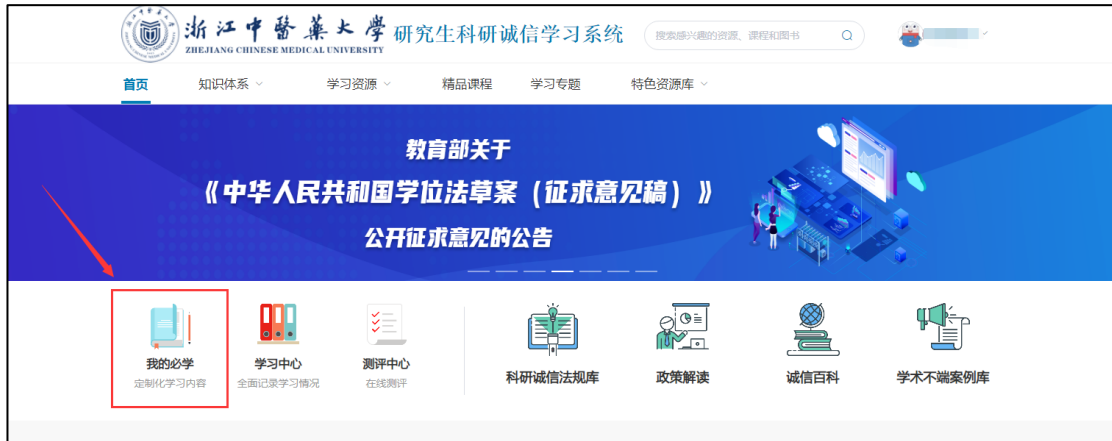 浙江中醫藥大學 研究生科研诚信学习系统
ZHEJIANG CHINESE MEDICAL UNIVERSITY
搜索感兴趣的资源、课程和图书
首页 知识体系 学习资源 精品课程 学习专题 特色资源库
教育部关于
《中华人民共和国学位法草案（征求意见稿）》
公开征求意见的公告
我的必学 学习中心 测评中心 科研诚信法规库 政策解读 诚信百科 学术不端案例库
定制化学习内容 全面记录学习情况 在线测评